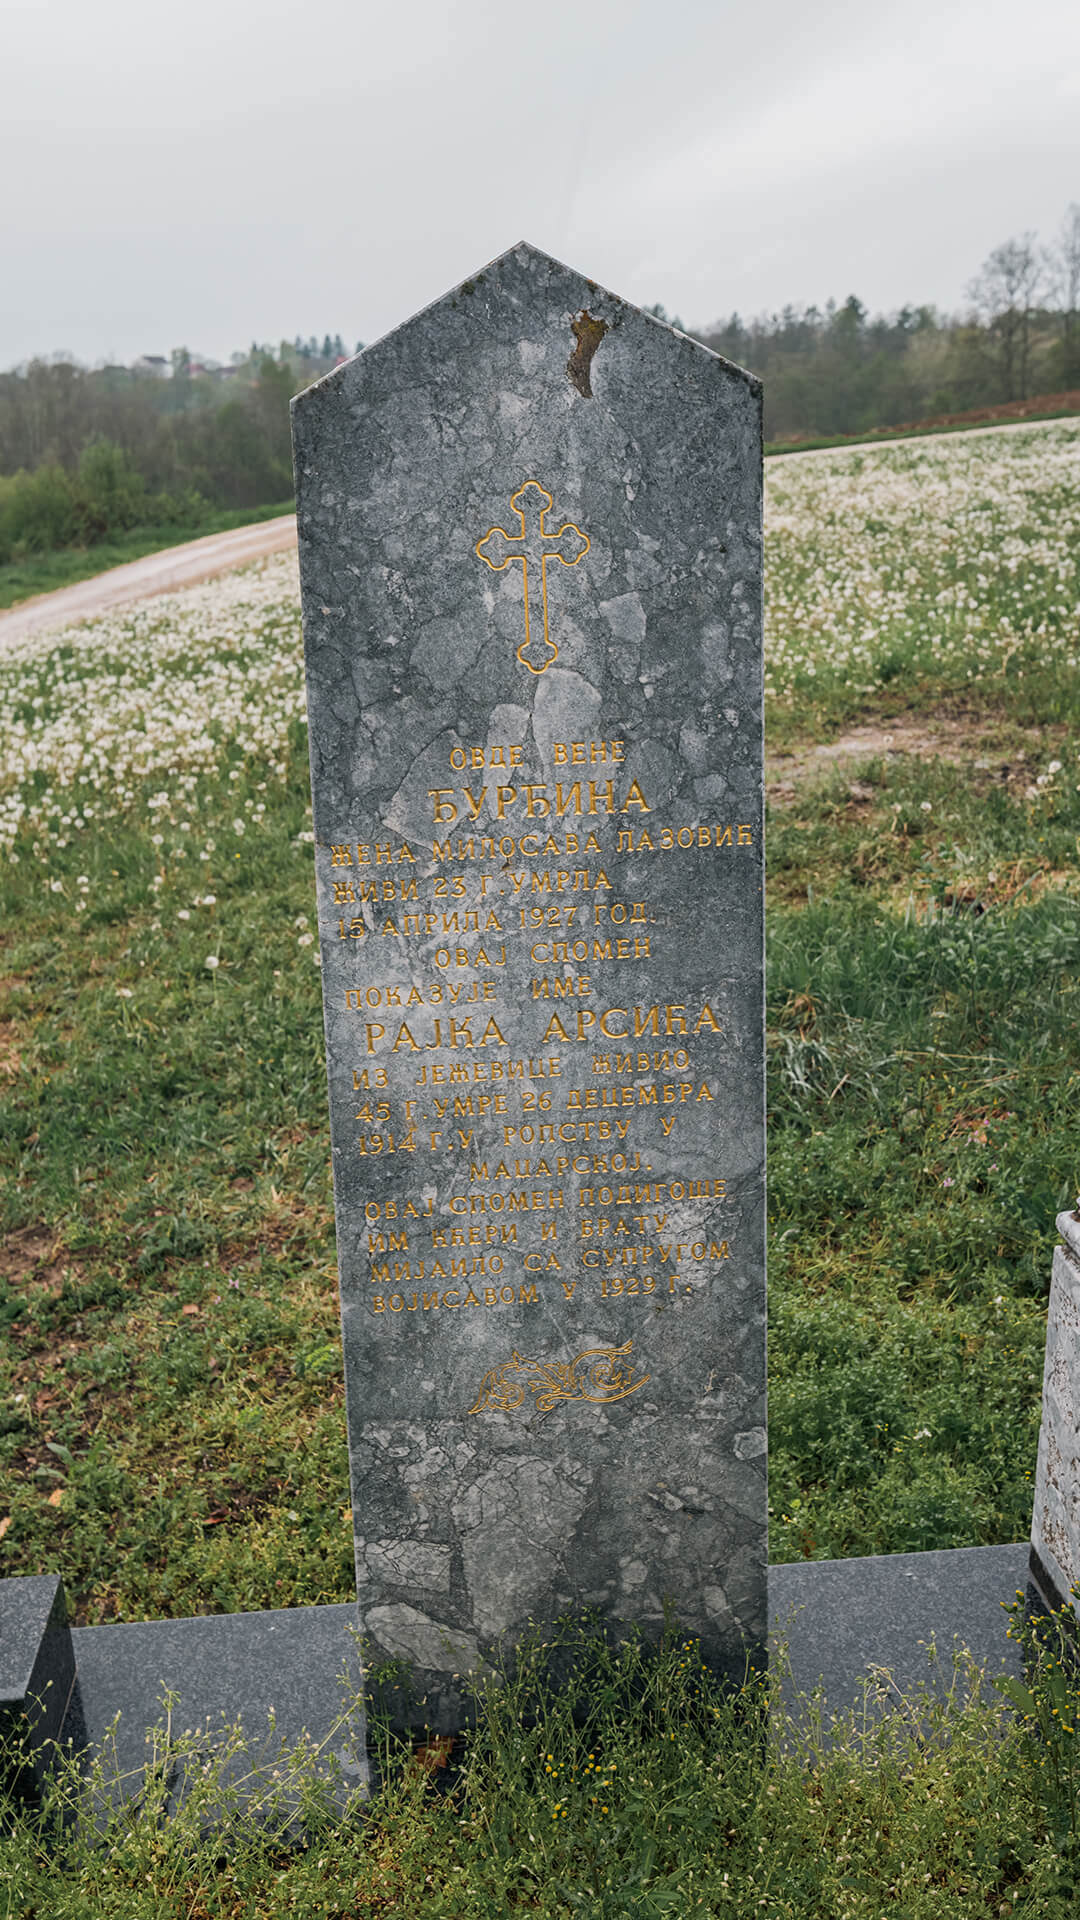 ОВДЕ ВЕНЕ
ЂУРЂИНА
ЖЕНА МИЛОСАВА ЛАЗОВИЋ
ЖИВИ 23 Г. УМРЛА
15 АПРИЛА 1927 ГОД.
ОВАЈ СПОМЕН
ПОКАЗУЈЕ ИМЕ
РАЈКА АРСИЋА
ИЗ ЈЕЖЕВИЦЕ ЖИВИО
45 Г. УМРЕ 26 ДЕЦЕМБРА
1914 Г. У РОПСТВУ У
МАЏАРСКОЈ.
ОВАЈ СПОМЕН ПОДИГОШЕ
ИМ КЋЕРИ И БРАТУ
МИЈАИЛО СА СУПРУГОМ
ВОЈИСАВОМ У 1929 Г.